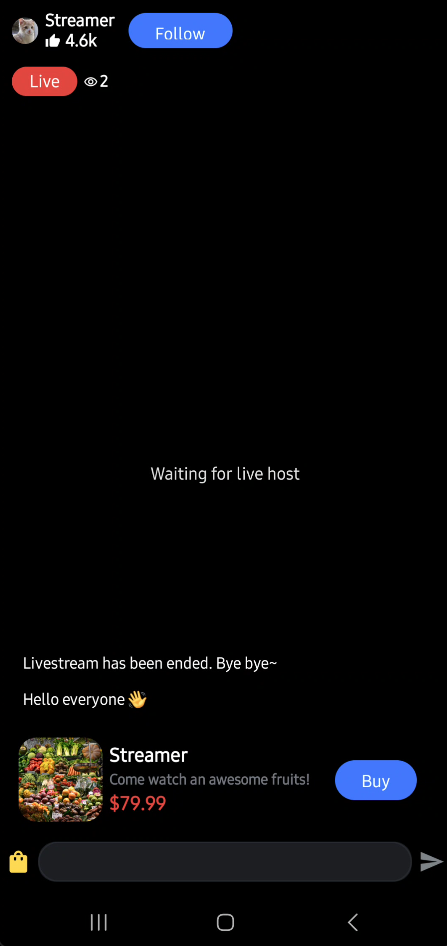 Streamer
4.6k
Follow
Live
2
Waiting for live host
Livestream has been ended. Bye bye~
Hello everyone 👋
Streamer
Come watch an awesome fruits!
$79.99
Buy